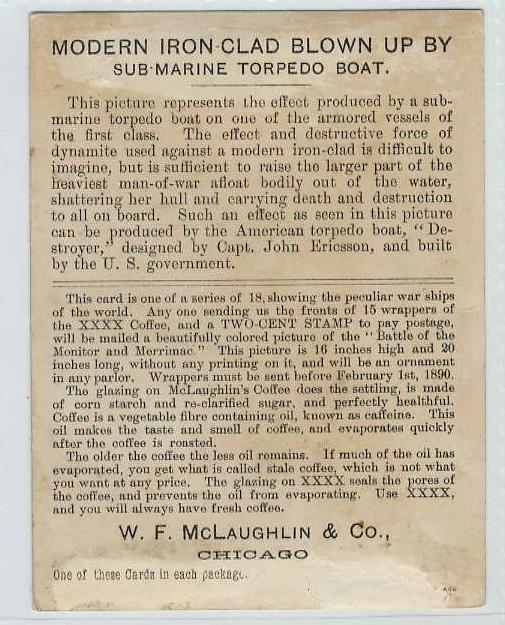 MODERN IRON-CLAD BLOWN UP BY
SUB-MARINE TORPEDO BOAT.
This picture represents the effect produced by a sub-
marine torpedo boat on one of the armored vessels of
the first class. The effect and destructive force of
dynamite used against a modern iron-clad is difficult to
imagine, but is sufficient to raise the larger part of the
heaviest man-of-war afloat bodily out of the water,
shattering her hull and carrying death and destruction
to all on board. Such an effect as seen in this picture
can be produced by the American torpedo boat, "De-
stroyer," designed by Capt. John Ericsson, and built
by the U. S. government.
This card is one of a series of 18, showing the peculiar war ships
of the world. Any one sending us the fronts of 15 wrappers of
the XXXX Coffee, and a TWO-CENT STAMP to pay postage,
will be mailed a beautifully colored picture of the "Battle of the
Monitor and Merrimac." This picture is 16 inches high and 20
inches long, without any printing on it, and will be an ornament
in any parlor. Wrappers must be sent before February 1st, 1890.
The glazing on McLaughlin's Coffee does the settling, is made
of corn starch and re-clarified sugar, and perfectly healthful.
Coffee is a vegetable fibre containing oil, known as caffeine. This
oil makes the taste and smell of coffee, and evaporates quickly
after the coffee is roasted.
The older the coffee the less oil remains. If much of the oil has
evaporated, you get what is called stale coffee, which is not what
you want at any price. The glazing on XXXX seals the pores of
the coffee, and prevents the oil from evaporating. Use XXXX,
and you will always have fresh coffee.
W. F. McLAUGHLIN & Co.,
CHICAGO
One of these Cards in each package.